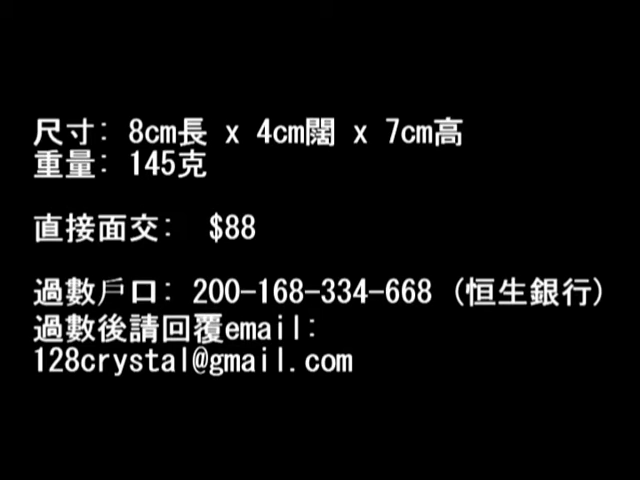 尺寸: 8cm長 x 4cm闊 x 7cm高
重量: 145克
直接面交: $88
過數戶口: 200-168-334-668 (恒生銀行)
過數後請回覆email:
128crystal@gmail.com